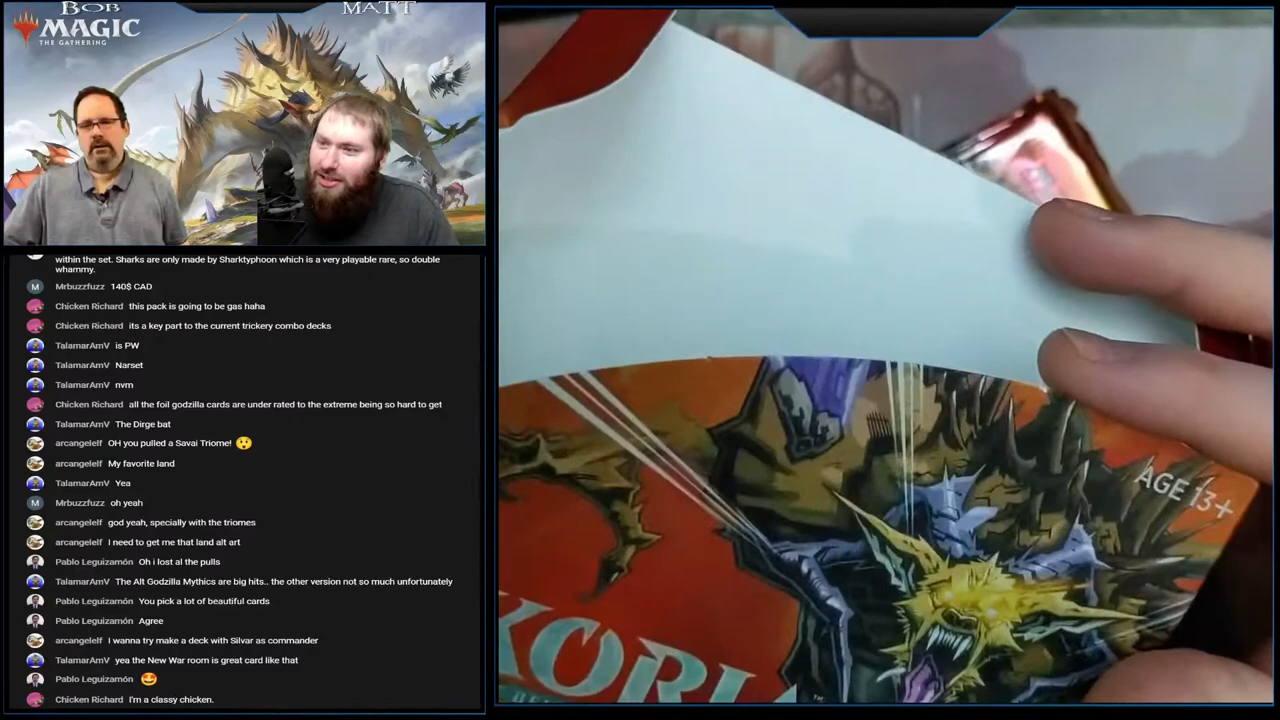 BOB
MATT
MAGIC
THE GATHERING
within the set. Sharks are only made by Sharktyphoon which is a very playable rare, so double
whammy.
M Mrbuzzfuzz 140$ CAD
Chicken Richard this pack is going to be gas haha
Chicken Richard its a key part to the current trickery combo decks
TalamarAmV is PW
TalamarAmV Narset
TalamarAmV nvm
Chicken Richard all the foil godzilla cards are under rated to the extreme being so hard to get
TalamarAmV The Dirge bat
arcangelelf OH you pulled a Savai Triome! 😲
arcangelelf My favorite land
TalamarAmV Yea
M Mrbuzzfuzz oh yeah
arcangelelf god yeah, specially with the triomes
arcangelelf I need to get me that land alt art
Pablo Leguizamón Oh i lost al the pulls
TalamarAmV The Alt Godzilla Mythics are big hits.. the other version not so much unfortunately
Pablo Leguizamón You pick a lot of beautiful cards
Pablo Leguizamón Agree
arcangelelf I wanna try make a deck with Silvar as commander
TalamarAmV yea the New War room is great card like that
Pablo Leguizamón 🤩
Chicken Richard I'm a classy chicken.
AGE 13+
KORI
™